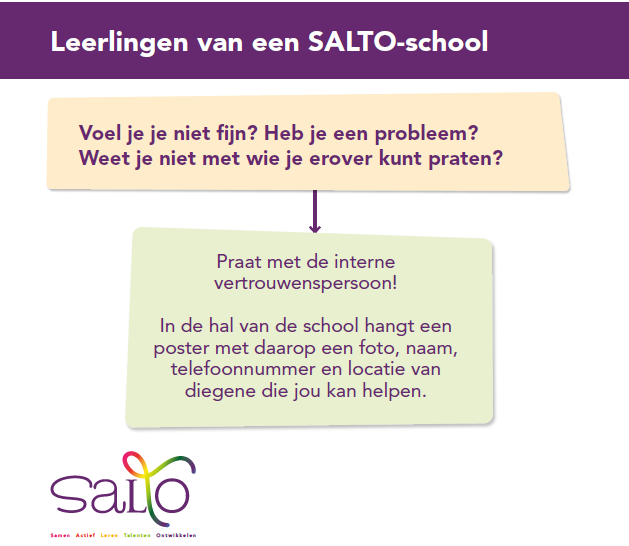 Leerlingen van een SALTO-school
Voel je je niet fijn? Heb je een probleem?
Weet je niet met wie je erover kunt praten?
Praat met de interne
vertrouwenspersoon!
In de hal van de school hangt een
poster met daarop een foto, naam,
telefoonnummer en locatie van
diegene die jou kan helpen.
SALTO
Samen Actief Leren Talenten Ontwikkelen